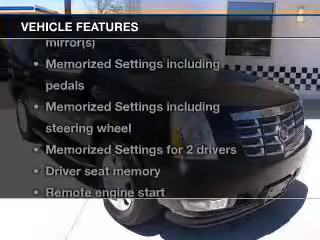 VEHICLE FEATURES
mirror(s)
• Memorized Settings including
pedals
• Memorized Settings including
steering wheel
• Memorized Settings for 2 drivers
• Driver seat memory
• Remote engine start